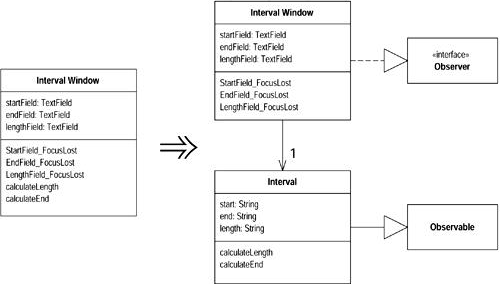 Interval Window
startField: TextField
endField: TextField
lengthField: TextField
StartField_FocusLost
EndField_FocusLost
LengthField_FocusLost
calculateLength
calculateEnd
Interval Window
startField: TextField
endField: TextField
lengthField: TextField
StartField_FocusLost
EndField_FocusLost
LengthField_FocusLost
«interface»
Observer
1
Interval
start: String
end: String
length: String
calculateLength
calculateEnd
Observable